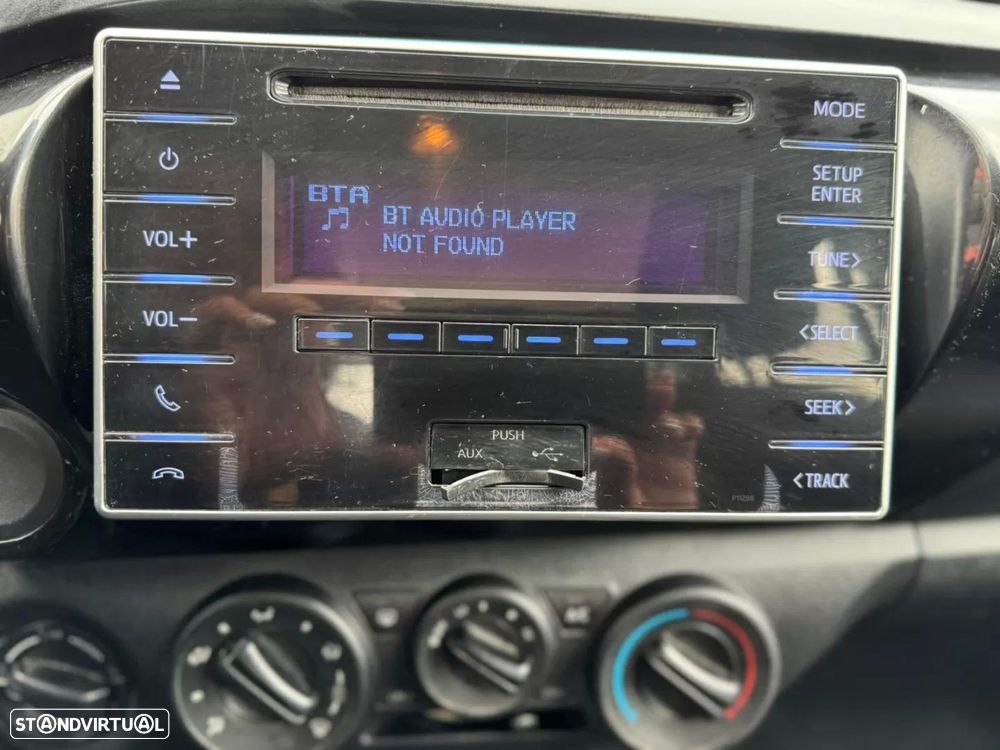 MODE
SETUP
ENTER
VOL+
BTA
BT AUDIO PLAYER
NOT FOUND
TUNE>
VOL−
<SELECT
SEEK>
PUSH
AUX
<TRACK
STANDVIRTUAL